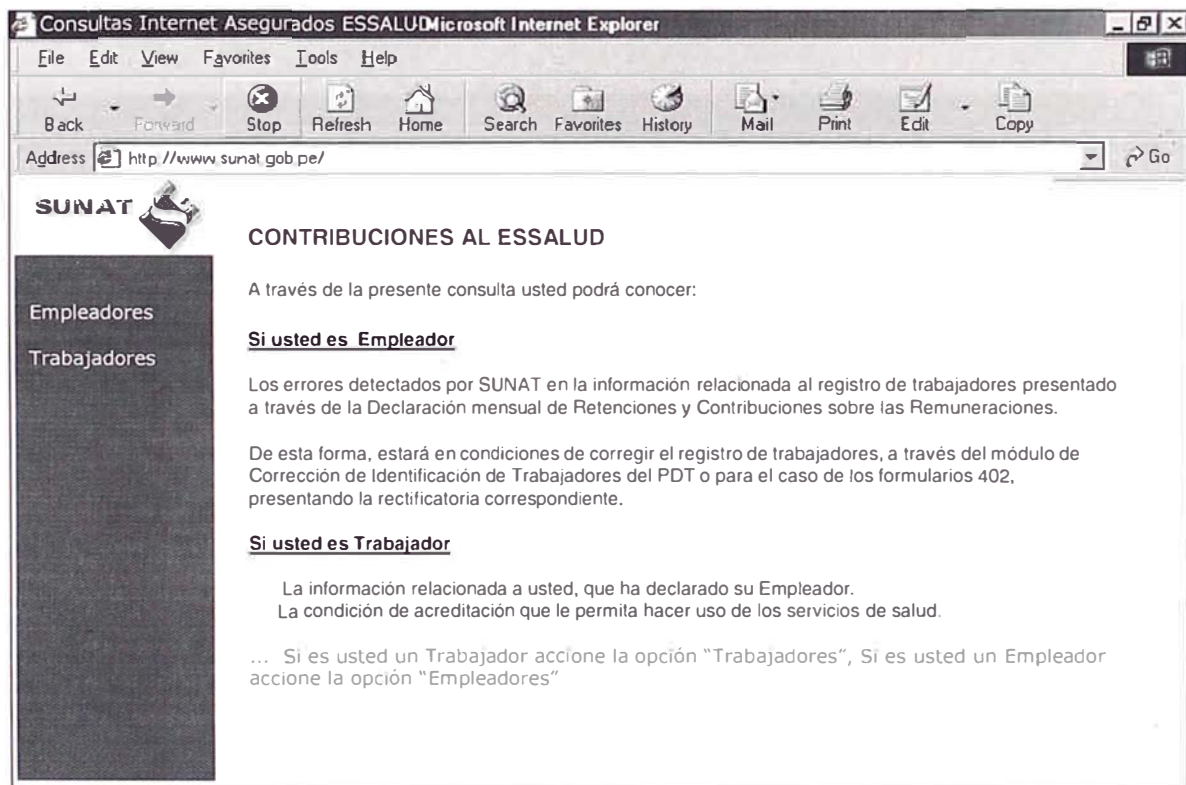 Consultas Internet Asegurados ESSALUDMicrosoft Internet Explorer
File Edit View Favorites Tools Help
Back Forward Stop Refresh Home Search Favorites History Mail Print Edit Copy
Address http://www.sunat.gob.pe/ Go
SUNAT
CONTRIBUCIONES AL ESSALUD
A través de la presente consulta usted podrá conocer:
Empleadores
Trabajadores
Si usted es Empleador
Los errores detectados por SUNAT en la información relacionada al registro de trabajadores presentado
a través de la Declaración mensual de Retenciones y Contribuciones sobre las Remuneraciones.
De esta forma, estará en condiciones de corregir el registro de trabajadores, a través del módulo de
Corrección de Identificación de Trabajadores del PDT o para el caso de los formularios 402,
presentando la rectificatoria correspondiente.
Si usted es Trabajador
La información relacionada a usted, que ha declarado su Empleador.
La condición de acreditación que le permita hacer uso de los servicios de salud.
... Si es usted un Trabajador accione la opción "Trabajadores", Si es usted un Empleador
accione la opción "Empleadores"